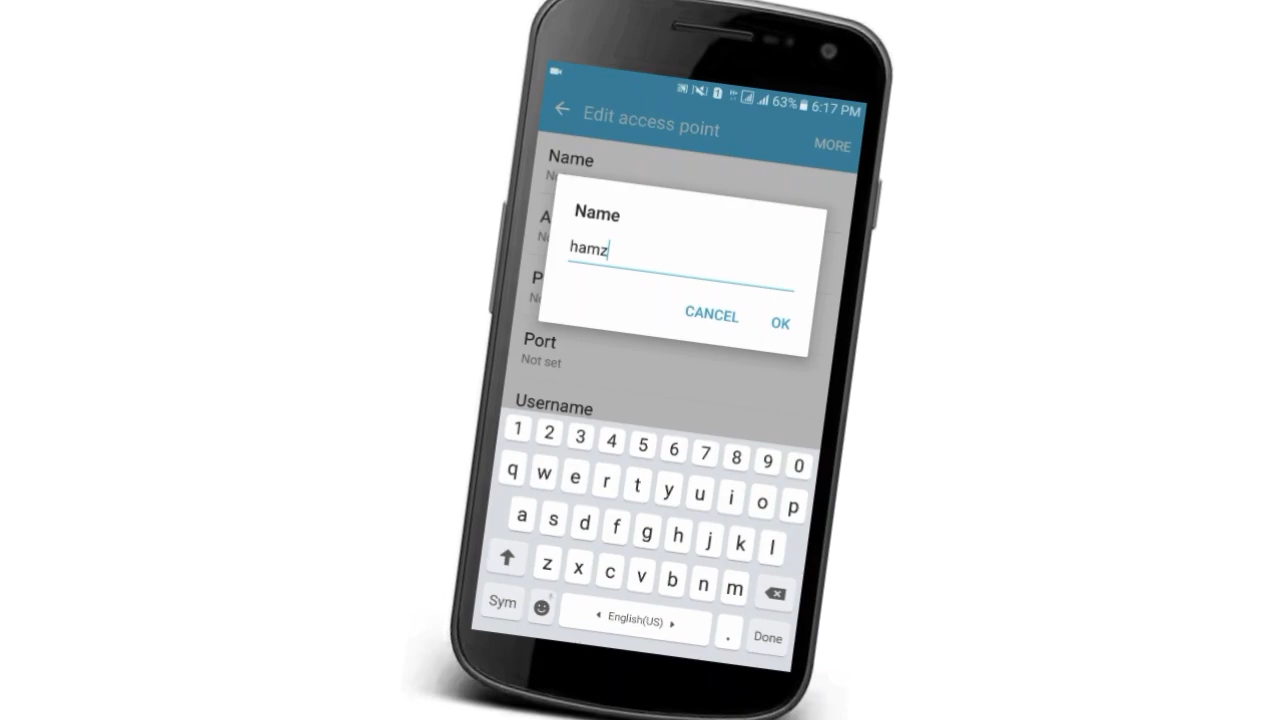 63% 6:17 PM
Edit access point
MORE
Name
Name
hamz
CANCEL
OK
Port
Not set
Username
1 2 3 4 5 6 7 8 9 0
q w e r t y u i o p
a s d f g h j k l
z x c v b n m
Sym
English(US)
.
Done